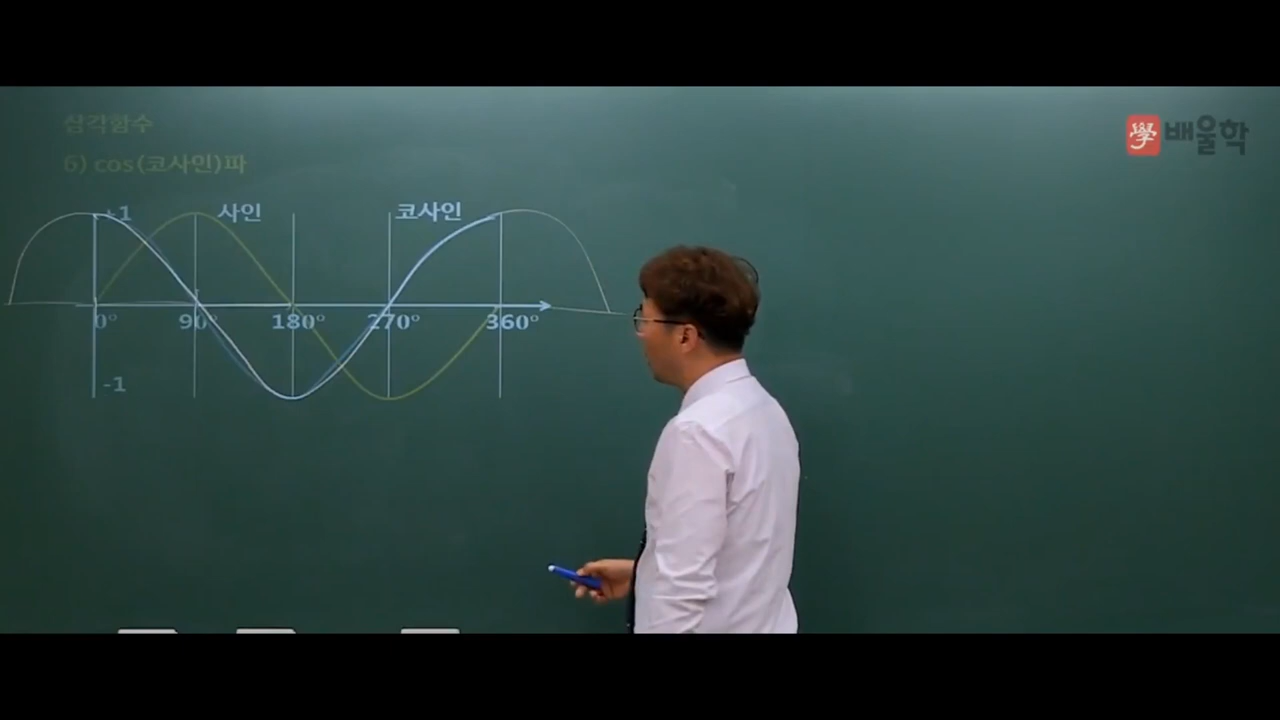 삼각함수
學 배울학
6) cos(코사인)파
+1 사인 코사인
0° 90° 180° 270° 360°
-1